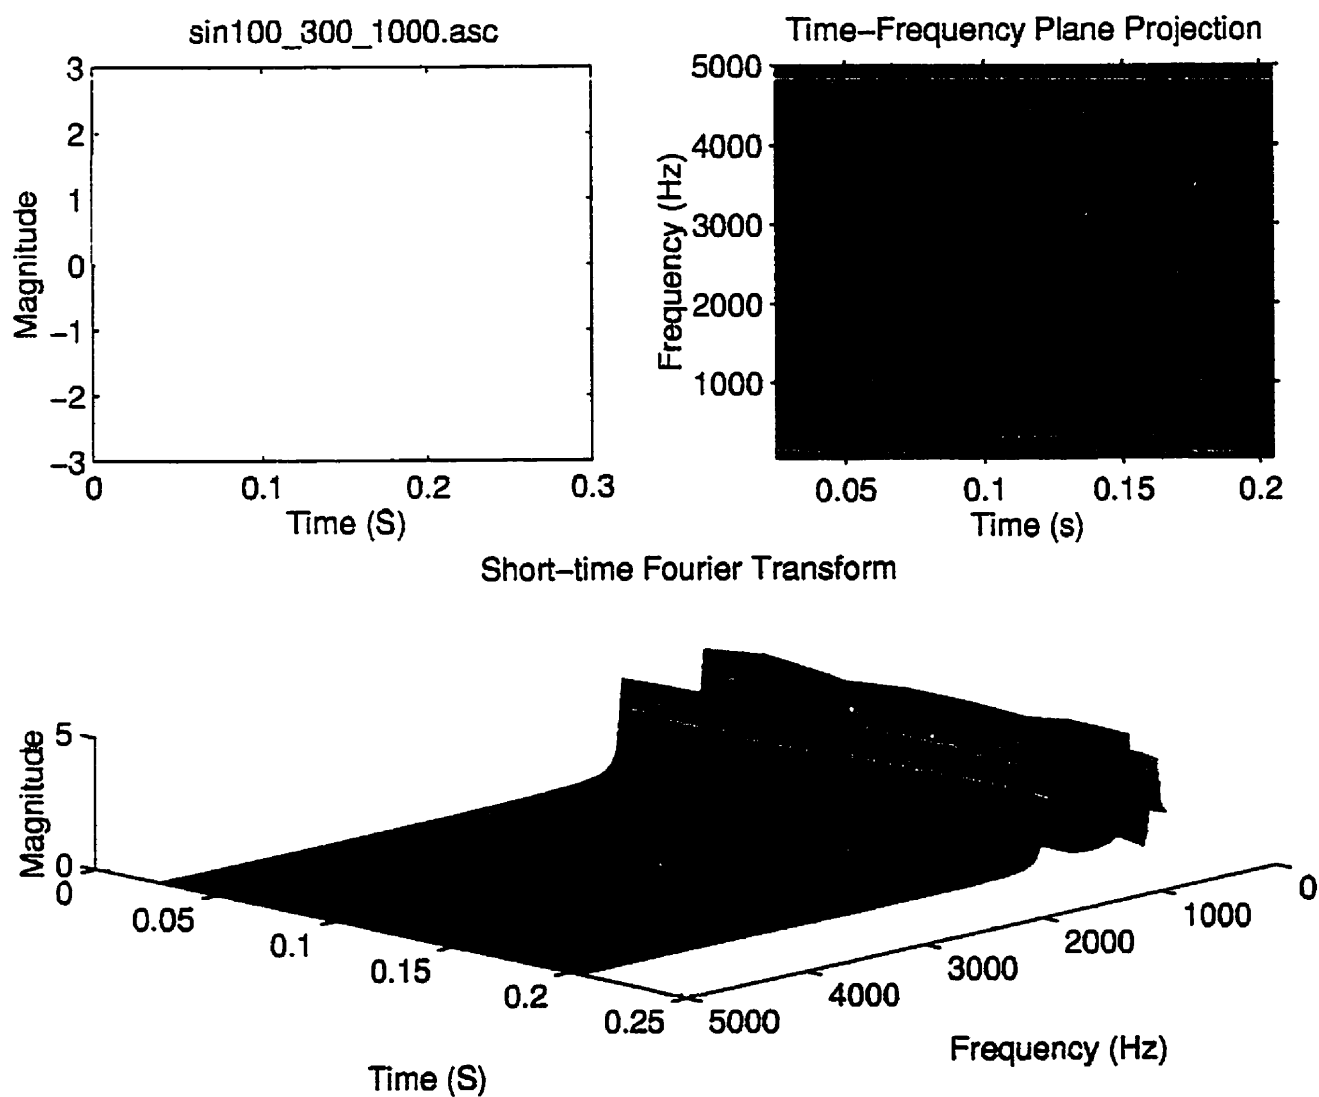 sin100_300_1000.asc
3
2
1
0
−1
−2
−3
Magnitude
0 0.1 0.2 0.3
Time (S)
Time−Frequency Plane Projection
5000
4000
3000
2000
1000
Frequency (Hz)
0.05 0.1 0.15 0.2
Time (s)
Short−time Fourier Transform
5
0
Magnitude
0
0.05
0.1
0.15
0.2
0.25
Time (S)
5000
4000
3000
2000
1000
0
Frequency (Hz)